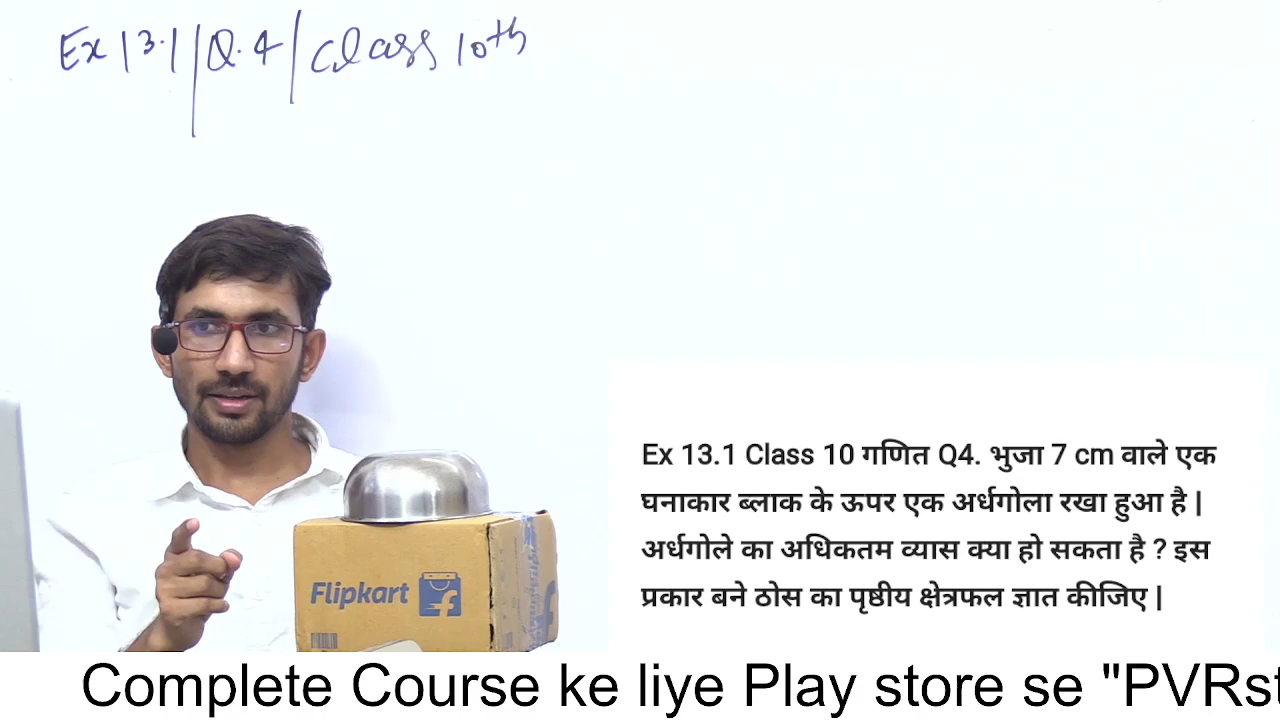 Ex 13.1 | Q.4 | Class 10th
Ex 13.1 Class 10 गणित Q4. भुजा 7 cm वाले एक
घनाकार ब्लाक के ऊपर एक अर्धगोला रखा हुआ है |
अर्धगोले का अधिकतम व्यास क्या हो सकता है ? इस
प्रकार बने ठोस का पृष्ठीय क्षेत्रफल ज्ञात कीजिए |
Flipkart
Complete Course ke liye Play store se "PVRst